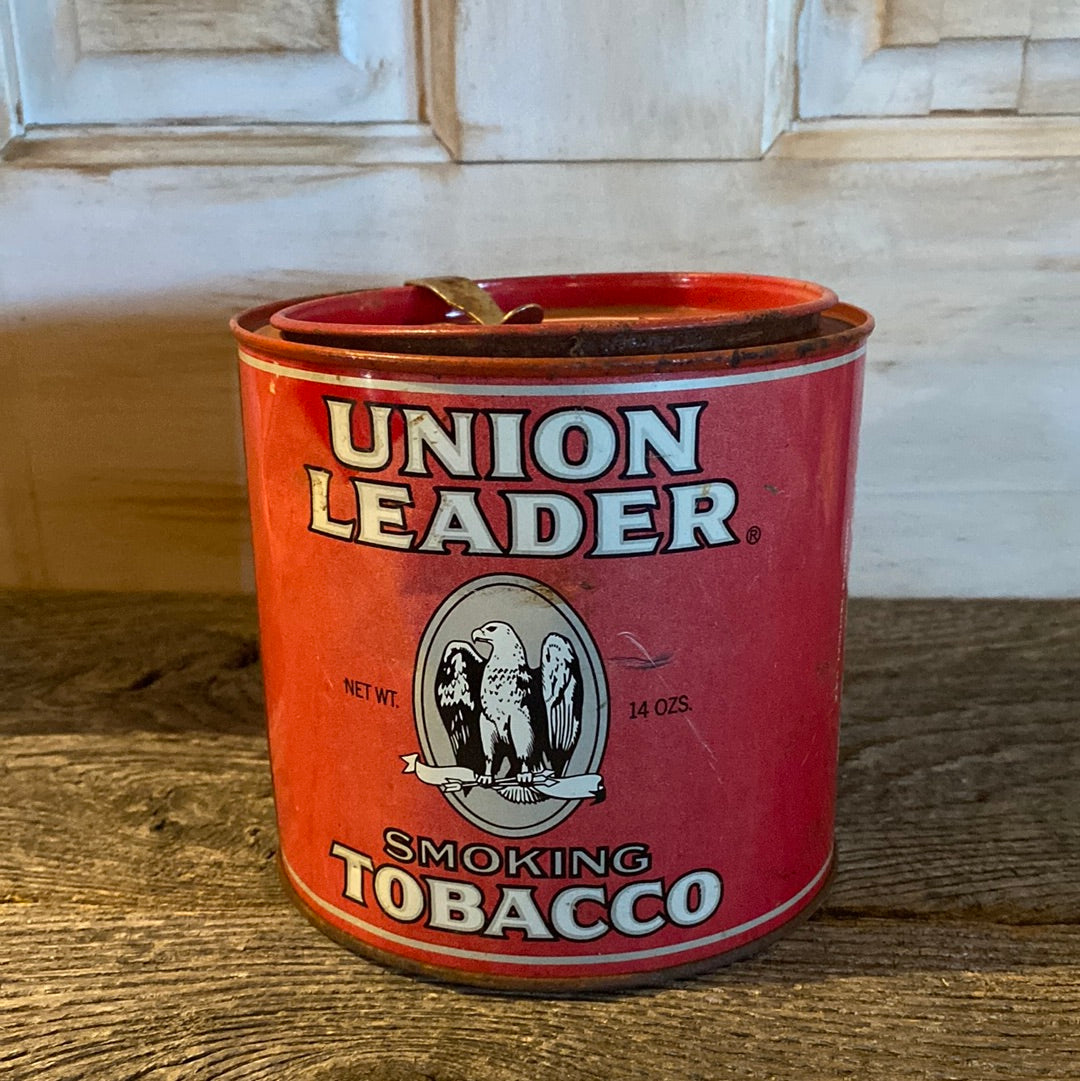 UNION
LEADER®
NET WT. 14 OZS.
SMOKING
TOBACCO